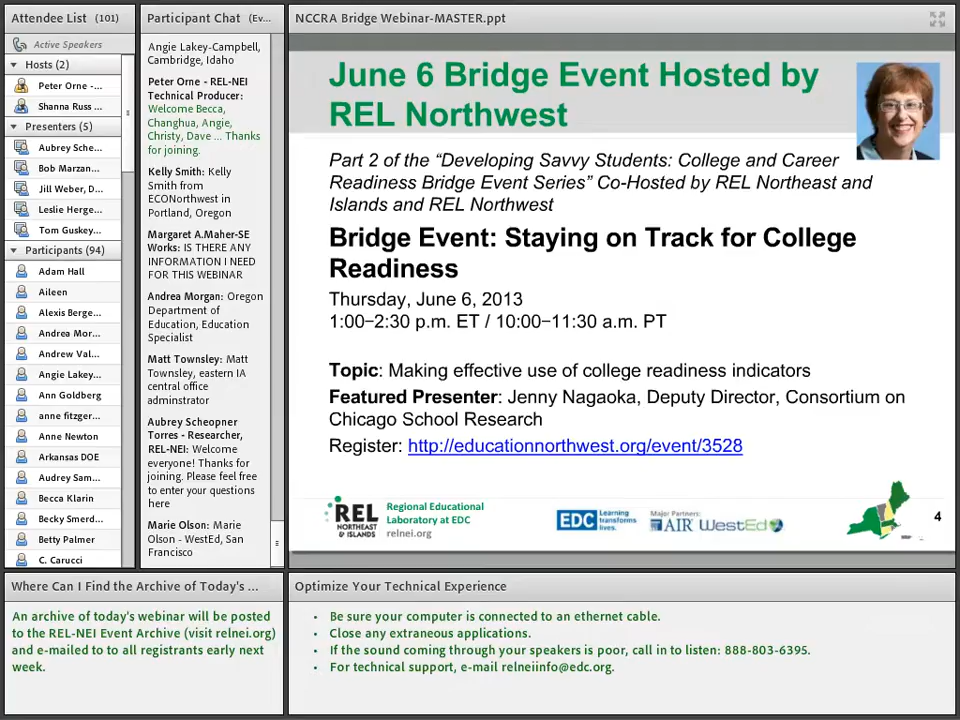 Attendee List (101)
Active Speakers
Hosts (2)
Peter Orne -...
Shanna Russ ...
Presenters (5)
Aubrey Sche...
Bob Marzan...
Jill Weber, D...
Leslie Herge...
Tom Guskey...
Participants (94)
Adam Hall
Aileen
Alexis Berge...
Andrea Mor...
Andrew Val...
Angie Lakey...
Ann Goldberg
anne fitzger...
Anne Newton
Arkansas DOE
Audrey Sam...
Becca Klarin
Becky Smerd...
Betty Palmer
C. Carucci
Participant Chat (Ev...
Angie Lakey-Campbell,
Cambridge, Idaho
Peter Orne - REL-NEI
Technical Producer:
Welcome Becca,
Changhua, Angie,
Christy, Dave ... Thanks
for joining.
Kelly Smith: Kelly
Smith from
ECONorthwest in
Portland, Oregon
Margaret A.Maher-SE
Works: IS THERE ANY
INFORMATION I NEED
FOR THIS WEBINAR
Andrea Morgan: Oregon
Department of
Education, Education
Specialist
Matt Townsley: Matt
Townsley, eastern IA
central office
adminstrator
Aubrey Scheopner
Torres - Researcher,
REL-NEI: Welcome
everyone! Thanks for
joining. Please feel free
to enter your questions
here
Marie Olson: Marie
Olson - WestEd, San
Francisco
NCCRA Bridge Webinar-MASTER.ppt
June 6 Bridge Event Hosted by
REL Northwest
Part 2 of the “Developing Savvy Students: College and Career
Readiness Bridge Event Series” Co-Hosted by REL Northeast and
Islands and REL Northwest
Bridge Event: Staying on Track for College
Readiness
Thursday, June 6, 2013
1:00−2:30 p.m. ET / 10:00−11:30 a.m. PT
Topic: Making effective use of college readiness indicators
Featured Presenter: Jenny Nagaoka, Deputy Director, Consortium on
Chicago School Research
Register: http://educationnorthwest.org/event/3528
REL
NORTHEAST
& ISLANDS
Regional Educational
Laboratory at EDC
relnei.org
EDC Learning
transforms
lives.
Major Partners:
AIR WestEd
4
Where Can I Find the Archive of Today's ...
An archive of today's webinar will be posted
to the REL-NEI Event Archive (visit relnei.org)
and e-mailed to to all registrants early next
week.
Optimize Your Technical Experience
• Be sure your computer is connected to an ethernet cable.
• Close any extraneous applications.
• If the sound coming through your speakers is poor, call in to listen: 888-803-6395.
• For technical support, e-mail relneiinfo@edc.org.